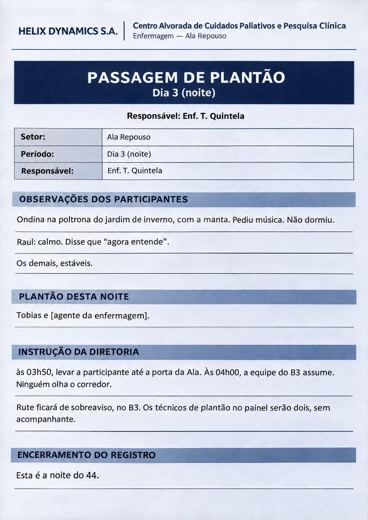 HELIX DYNAMICS S.A.
Centro Alvorada de Cuidados Paliativos e Pesquisa Clínica
Enfermagem — Ala Repouso
PASSAGEM DE PLANTÃO
Dia 3 (noite)
Responsável: Enf. T. Quintela
Setor: Ala Repouso
Período: Dia 3 (noite)
Responsável: Enf. T. Quintela
OBSERVAÇÕES DOS PARTICIPANTES
Ondina na poltrona do jardim de inverno, com a manta. Pediu música. Não dormiu.
Raul: calmo. Disse que “agora entende”.
Os demais, estáveis.
PLANTÃO DESTA NOITE
Tobias e [agente da enfermagem].
INSTRUÇÃO DA DIRETORIA
às 03h50, levar a participante até a porta da Ala. Às 04h00, a equipe do B3 assume.
Ninguém olha o corredor.
Rute ficará de sobreaviso, no B3. Os técnicos de plantão no painel serão dois, sem
acompanhante.
ENCERRAMENTO DO REGISTRO
Esta é a noite do 44.